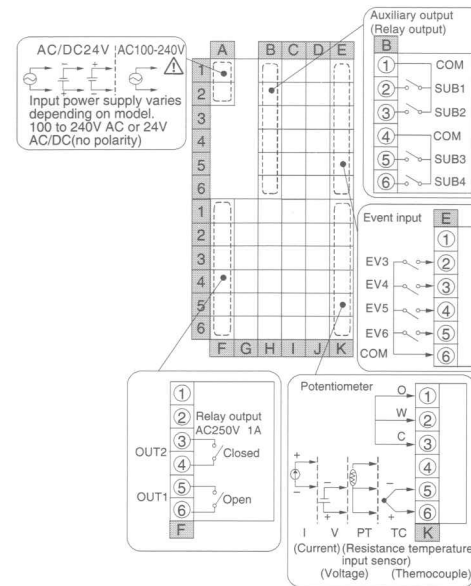 AC/DC24V AC100-240V
Input power supply varies
depending on model.
100 to 240V AC or 24V
AC/DC(no polarity)
A B C D E
1
2
3
4
5
6
1
2
3
4
5
6
F G H I J K
Auxiliary output
(Relay output)
B
1 COM
2 SUB1
3 SUB2
4 COM
5 SUB3
6 SUB4
Event input E
1
EV3 2
EV4 3
EV5 4
EV6 5
COM 6
1
2 Relay output
AC250V 1A
OUT2 3 Closed
4
OUT1 5 Open
6
F
Potentiometer
O 1
W 2
C 3
4
5
6
I V PT TC K
(Current) (Resistance temperature
input sensor)
(Voltage) (Themocouple)